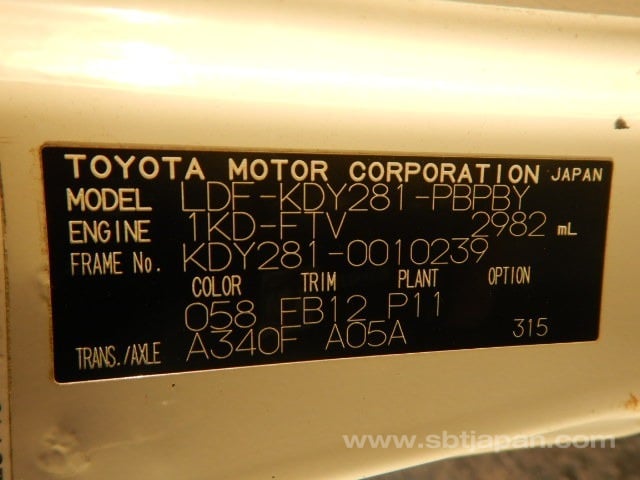 TOYOTA MOTOR CORPORATION JAPAN
MODEL LDF-KDY281-PBPBY
ENGINE 1KD-FTV 2982 mL
FRAME No. KDY281-0010239
COLOR TRIM PLANT OPTION
058 FB12 P11
TRANS./AXLE A340F A05A 315
www.sbtjapan.com